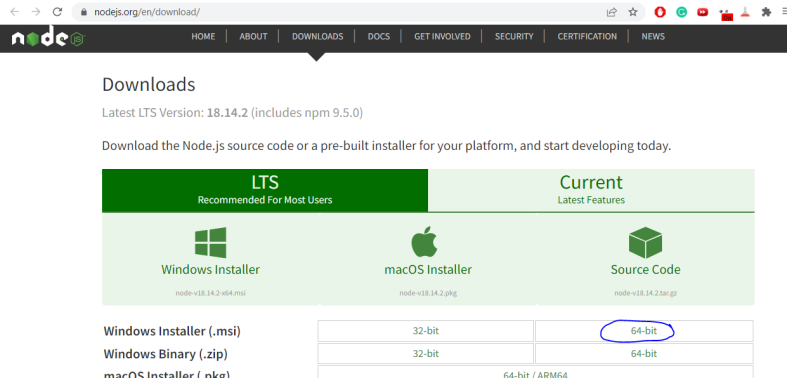 nodejs.org/en/download/
node JS
HOME | ABOUT | DOWNLOADS | DOCS | GET INVOLVED | SECURITY | CERTIFICATION | NEWS
Downloads
Latest LTS Version: 18.14.2 (includes npm 9.5.0)
Download the Node.js source code or a pre-built installer for your platform, and start developing today.
LTS Current
Recommended For Most Users Latest Features
Windows Installer macOS Installer Source Code
node-v18.14.2-x64.msi node-v18.14.2.pkg node-v18.14.2.tar.gz
Windows Installer (.msi) 32-bit 64-bit
Windows Binary (.zip) 32-bit 64-bit
macOS Installer (.pkg) 64-bit / ARM64